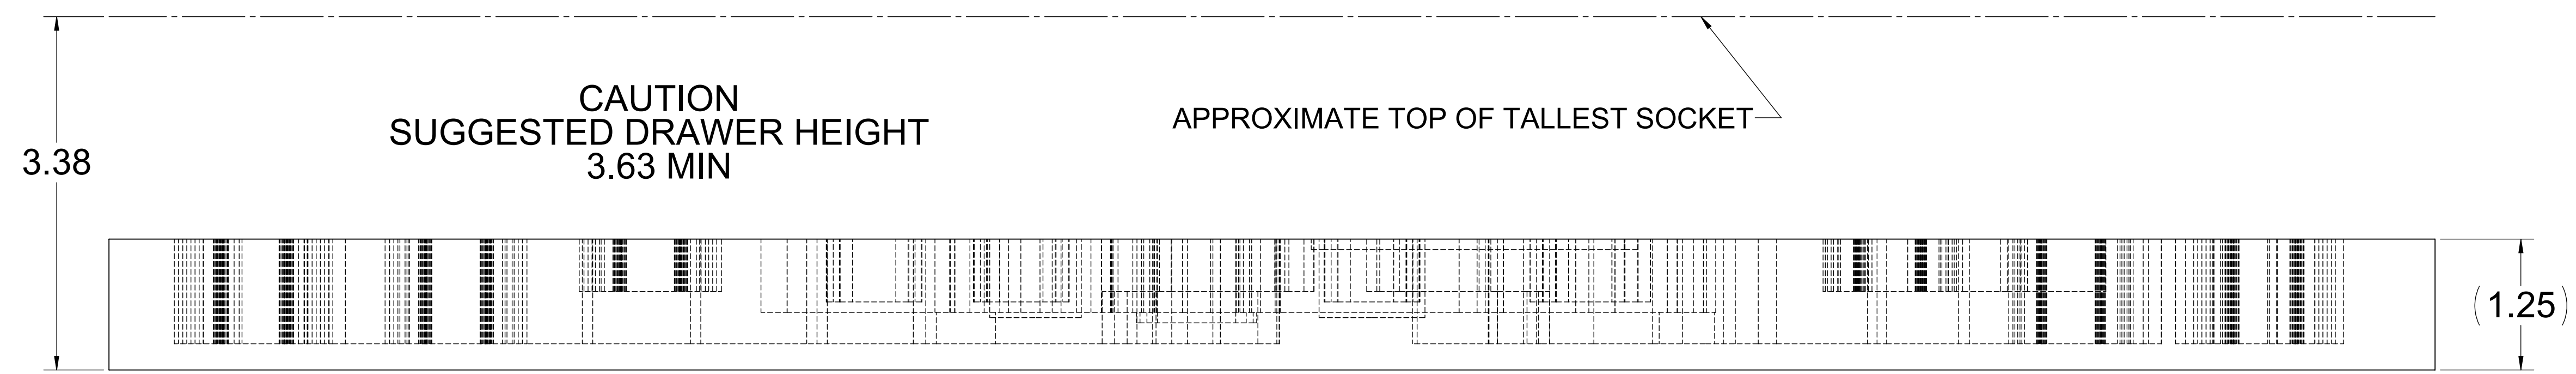 CAUTION
SUGGESTED DRAWER HEIGHT
3.63 MIN
APPROXIMATE TOP OF TALLEST SOCKET
3.38
(1.25)